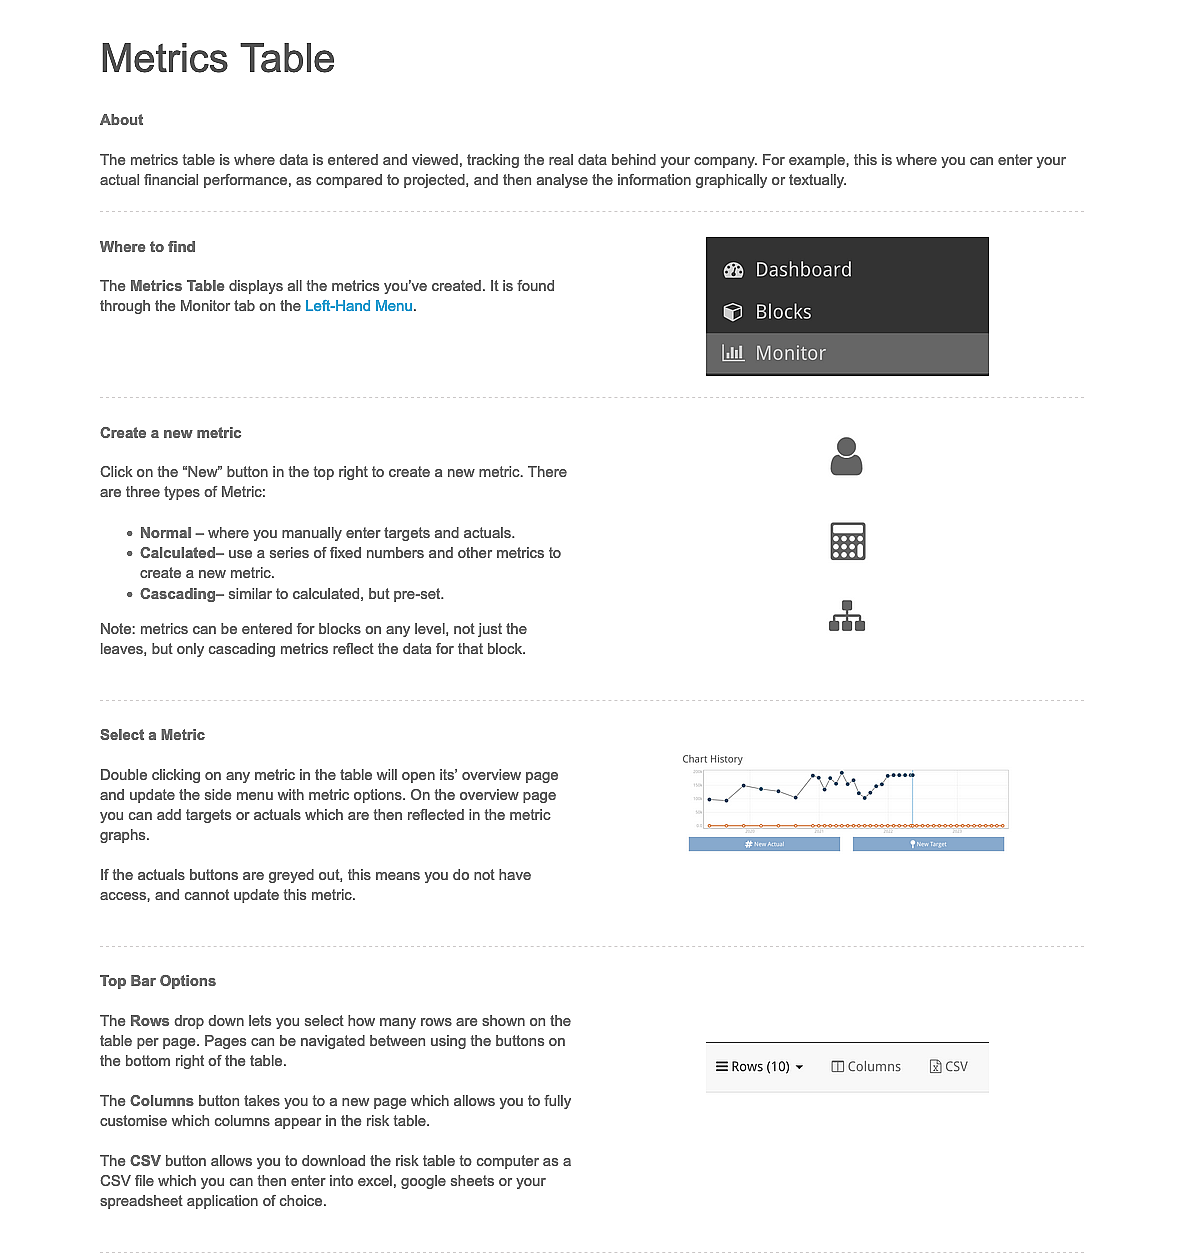 Metrics Table
About
The metrics table is where data is entered and viewed, tracking the real data behind your company. For example, this is where you can enter your
actual financial performance, as compared to projected, and then analyse the information graphically or textually.
Where to find
The Metrics Table displays all the metrics you've created. It is found
through the Monitor tab on the Left-Hand Menu.
Dashboard
Blocks
Monitor
Create a new metric
Click on the “New” button in the top right to create a new metric. There
are three types of Metric:
• Normal – where you manually enter targets and actuals.
• Calculated– use a series of fixed numbers and other metrics to
create a new metric.
• Cascading– similar to calculated, but pre-set.
Note: metrics can be entered for blocks on any level, not just the
leaves, but only cascading metrics reflect the data for that block.
Select a Metric
Double clicking on any metric in the table will open its’ overview page
and update the side menu with metric options. On the overview page
you can add targets or actuals which are then reflected in the metric
graphs.
If the actuals buttons are greyed out, this means you do not have
access, and cannot update this metric.
Chart History
200k
150k
100k
50k
0.0
2020 2021 2022 2023
New Actual New Target
Top Bar Options
The Rows drop down lets you select how many rows are shown on the
table per page. Pages can be navigated between using the buttons on
the bottom right of the table.
The Columns button takes you to a new page which allows you to fully
customise which columns appear in the risk table.
The CSV button allows you to download the risk table to computer as a
CSV file which you can then enter into excel, google sheets or your
spreadsheet application of choice.
Rows (10) Columns CSV